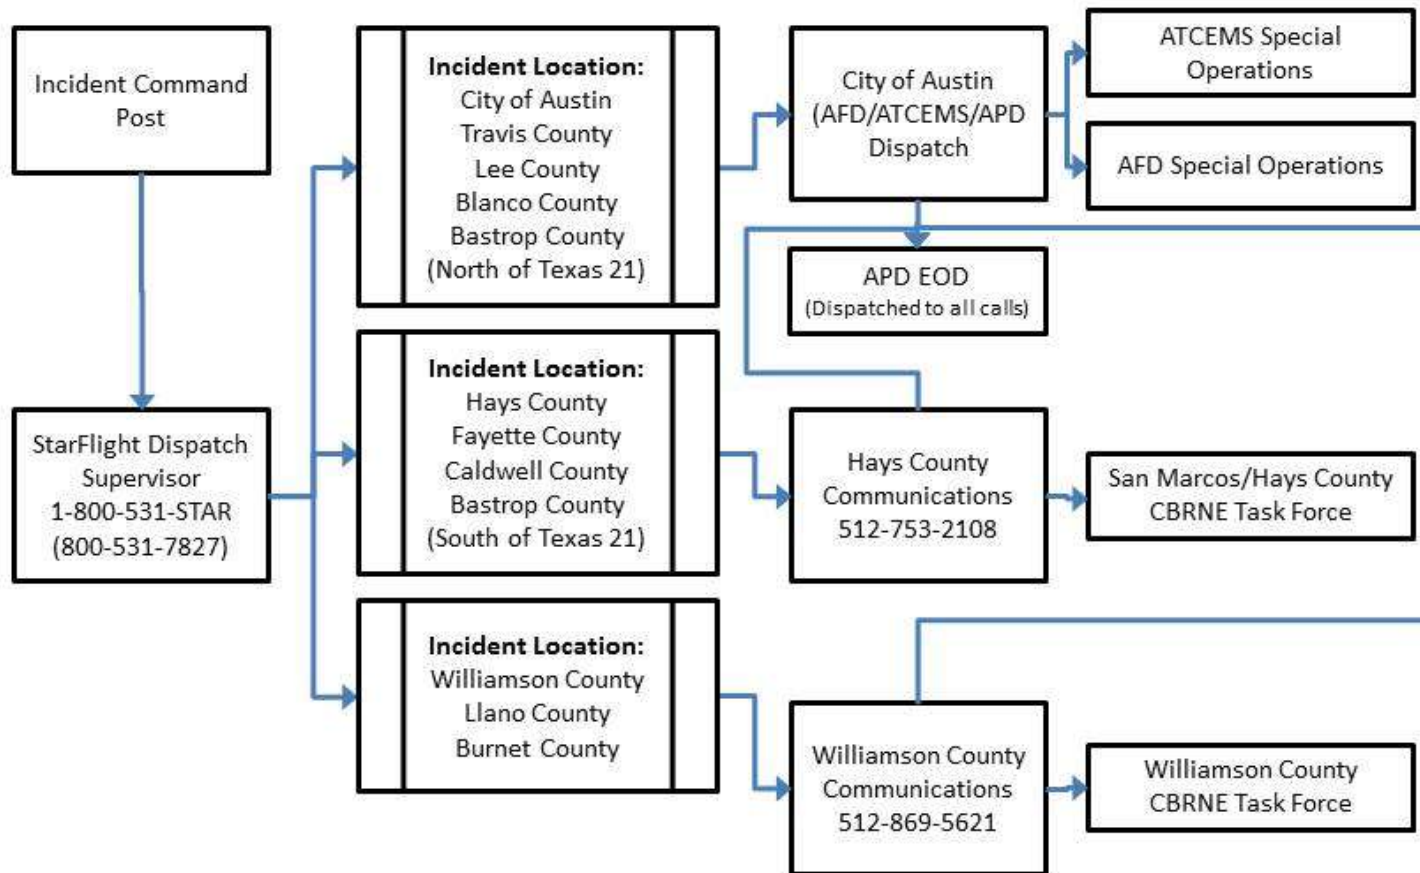 Incident Command
Post
StarFlight Dispatch
Supervisor
1-800-531-STAR
(800-531-7827)
Incident Location:
City of Austin
Travis County
Lee County
Blanco County
Bastrop County
(North of Texas 21)
Incident Location:
Hays County
Fayette County
Caldwell County
Bastrop County
(South of Texas 21)
Incident Location:
Williamson County
Llano County
Burnet County
City of Austin
(AFD/ATCEMS/APD
Dispatch
APD EOD
(Dispatched to all calls)
Hays County
Communications
512-753-2108
Williamson County
Communications
512-869-5621
ATCEMS Special
Operations
AFD Special Operations
San Marcos/Hays County
CBRNE Task Force
Williamson County
CBRNE Task Force